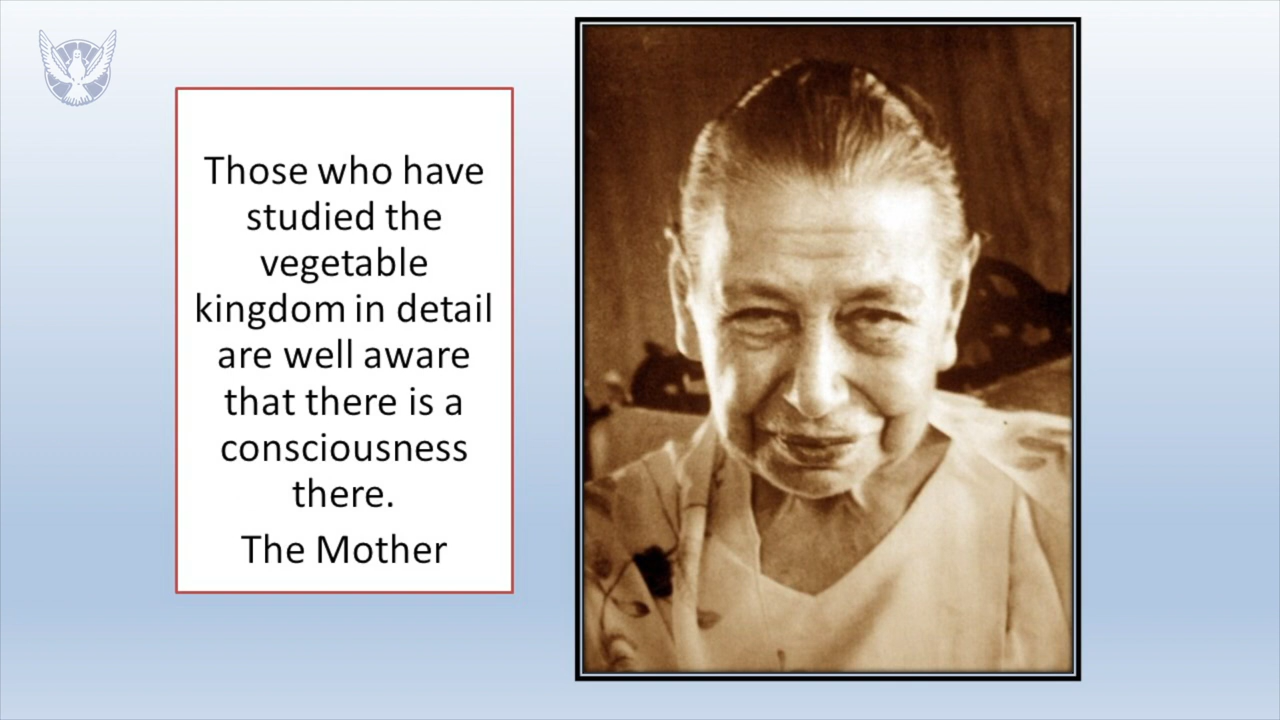 Those who have
studied the
vegetable
kingdom in detail
are well aware
that there is a
consciousness
there.
The Mother